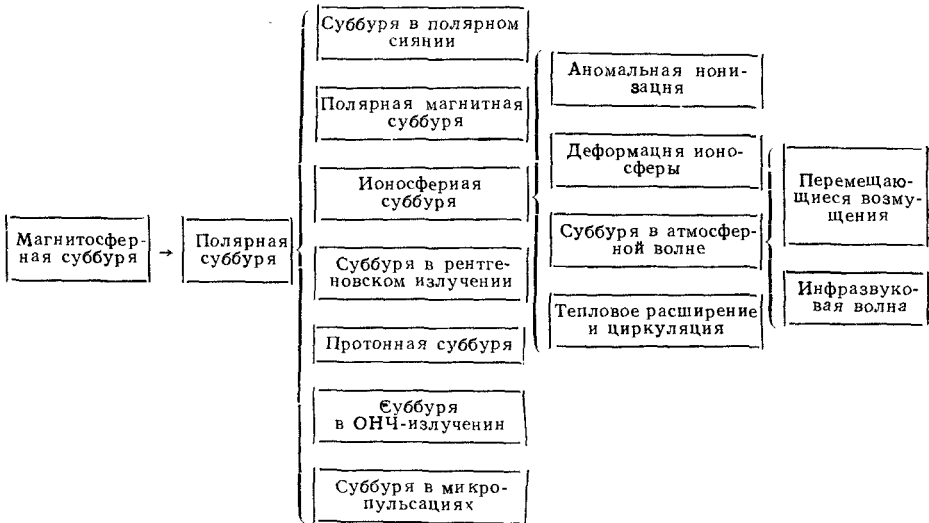 Магнитосфер-
ная суббуря
→
Полярная
суббуря
Суббуря в полярном
сиянии
Полярная магнитная
суббуря
Ионосферная
суббуря
Суббуря в рентге-
новском излучении
Протонная суббуря
Суббуря
в ОНЧ-излучении
Суббуря в микро-
пульсациях
Аномальная иони-
зация
Деформация ионо-
сферы
Суббуря в атмосфер-
ной волне
Тепловое расширение
и циркуляция
Перемещаю-
щиеся возму-
щения
Инфразвуко-
вая волна